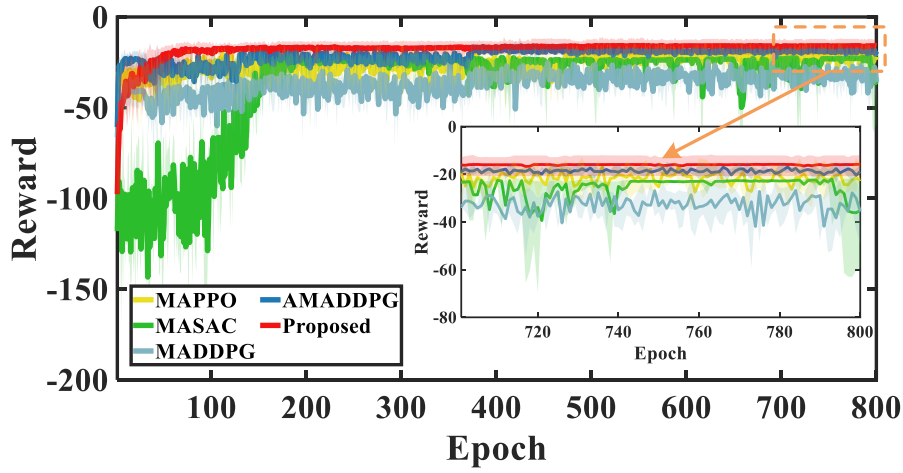 0
-50
-100
-150
-200
Reward
100 200 300 400 500 600 700 800
Epoch
MAPPO AMADDPG
MASAC Proposed
MADDPG
0
-20
-40
-60
-80
Reward
720 740 760 780 800
Epoch